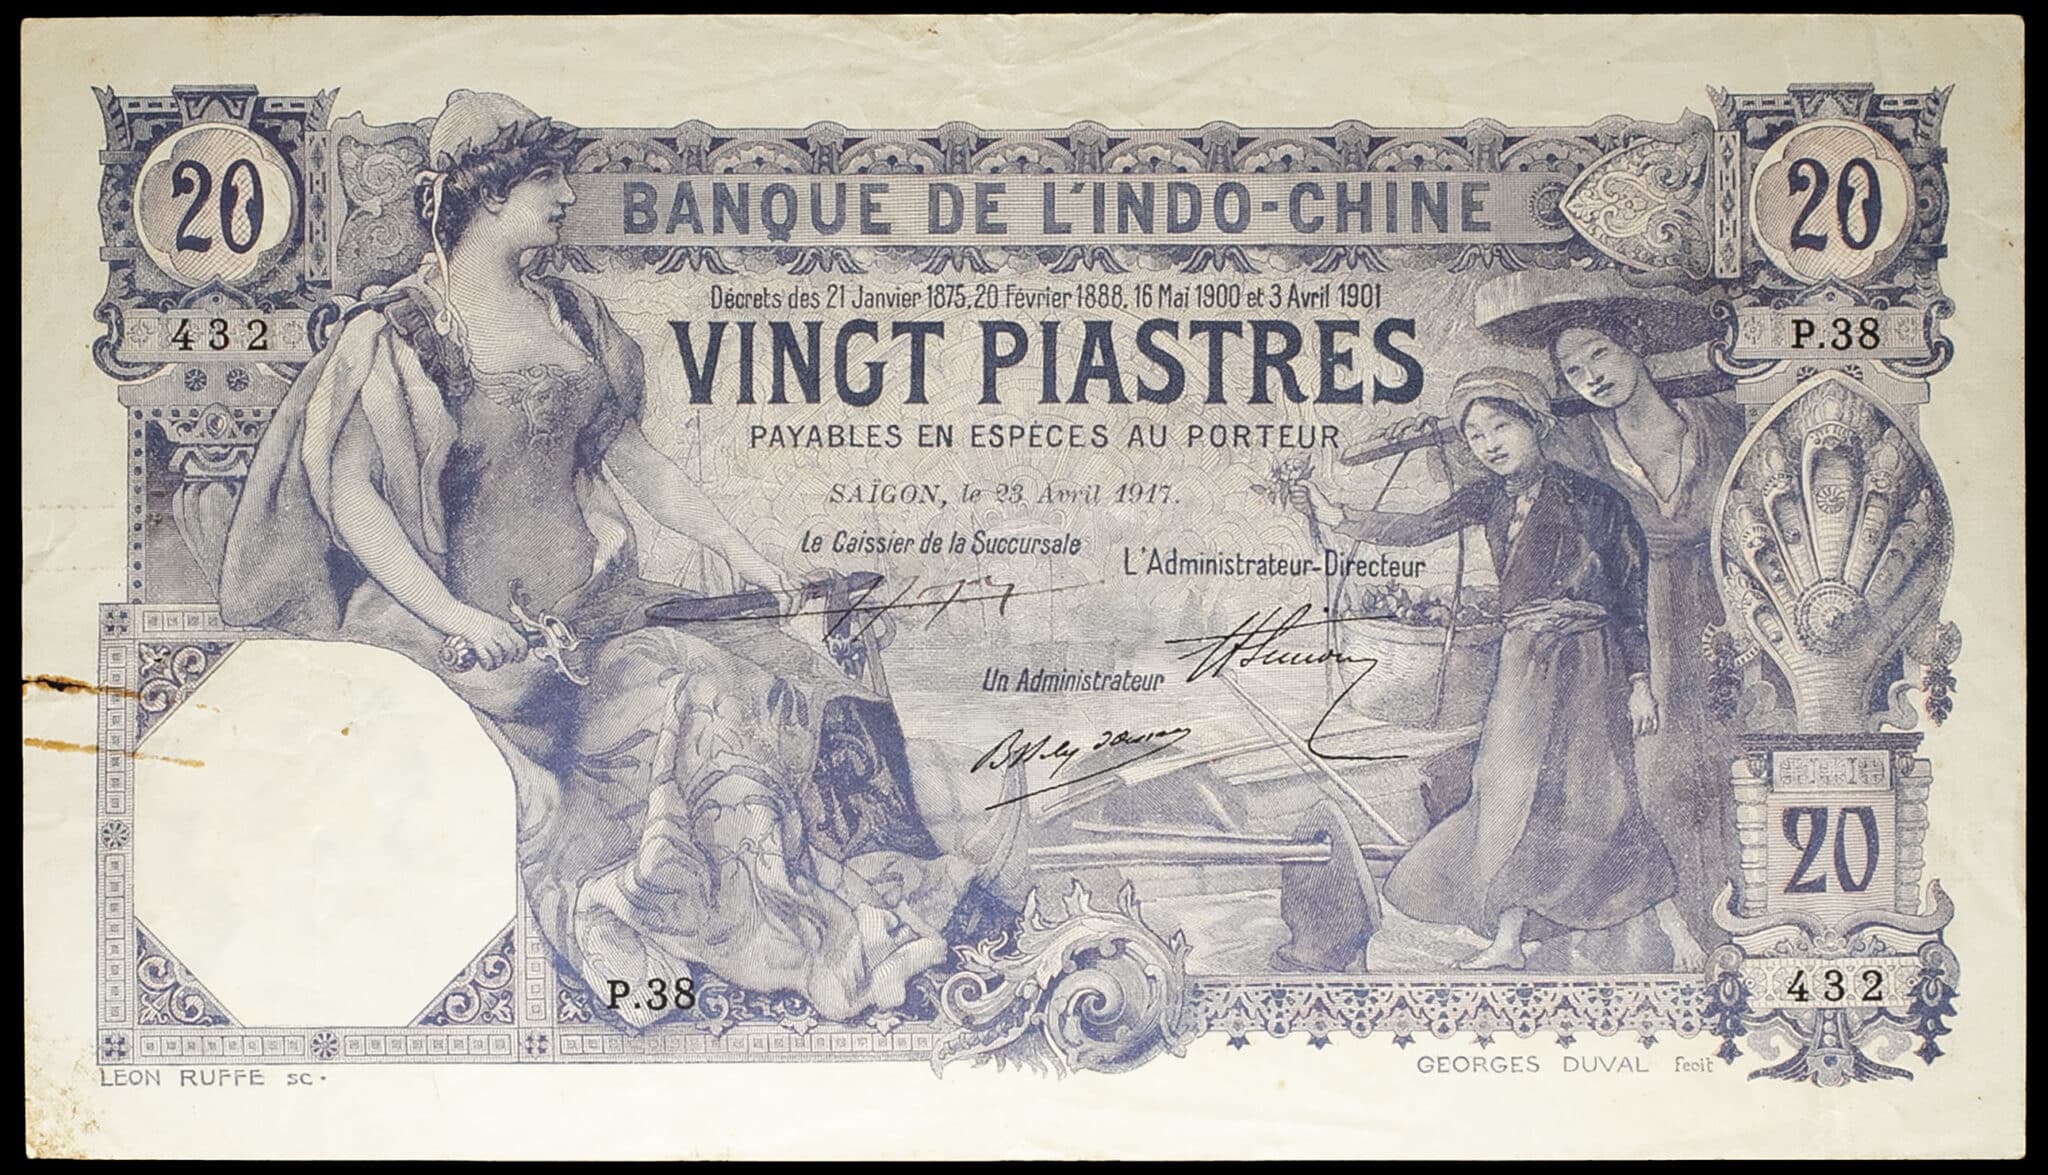 20
20
BANQUE DE L'INDO-CHINE
Décrets des 21 Janvier 1875, 20 Février 1888, 16 Mai 1900 et 3 Avril 1901
432
P.38
VINGT PIASTRES
PAYABLES EN ESPÈCES AU PORTEUR
SAÏGON, le 23 Avril 1917.
Le Caissier de la Succursale
L'Administrateur-Directeur
Un Administrateur
20
P.38
432
LEON RUFFE SC.
GEORGES DUVAL fecit